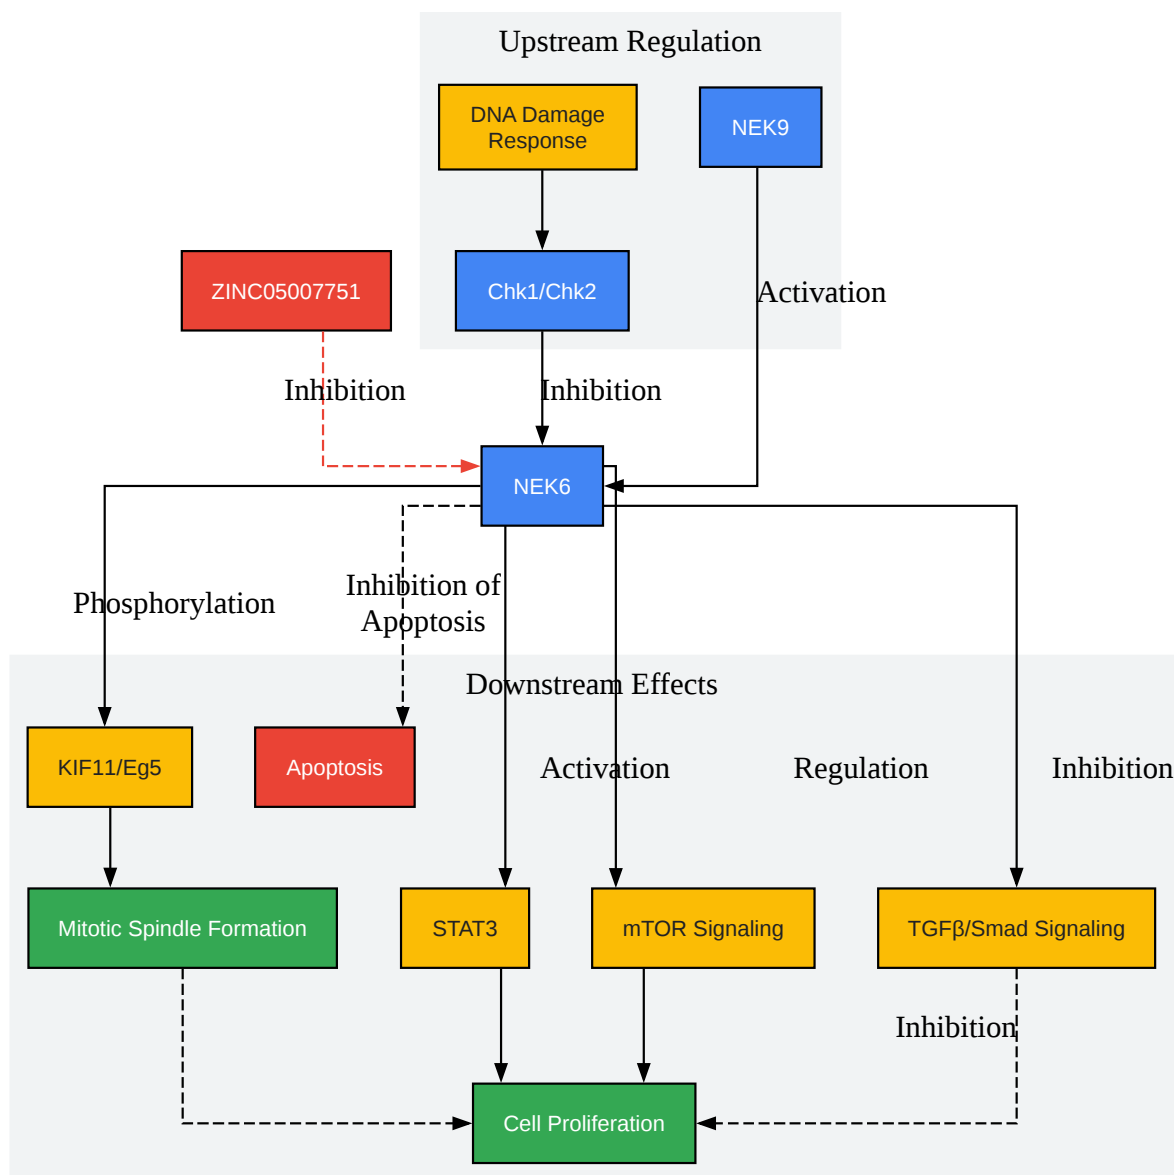 Upstream Regulation
DNA Damage
Response
NEK9
ZINC05007751
Chk1/Chk2
Activation
Inhibition
Inhibition
NEK6
Phosphorylation
Inhibition of
Apoptosis
Downstream Effects
KIF11/Eg5
Apoptosis
Activation
Regulation
Inhibition
Mitotic Spindle Formation
STAT3
mTOR Signaling
TGFβ/Smad Signaling
Inhibition
Cell Proliferation